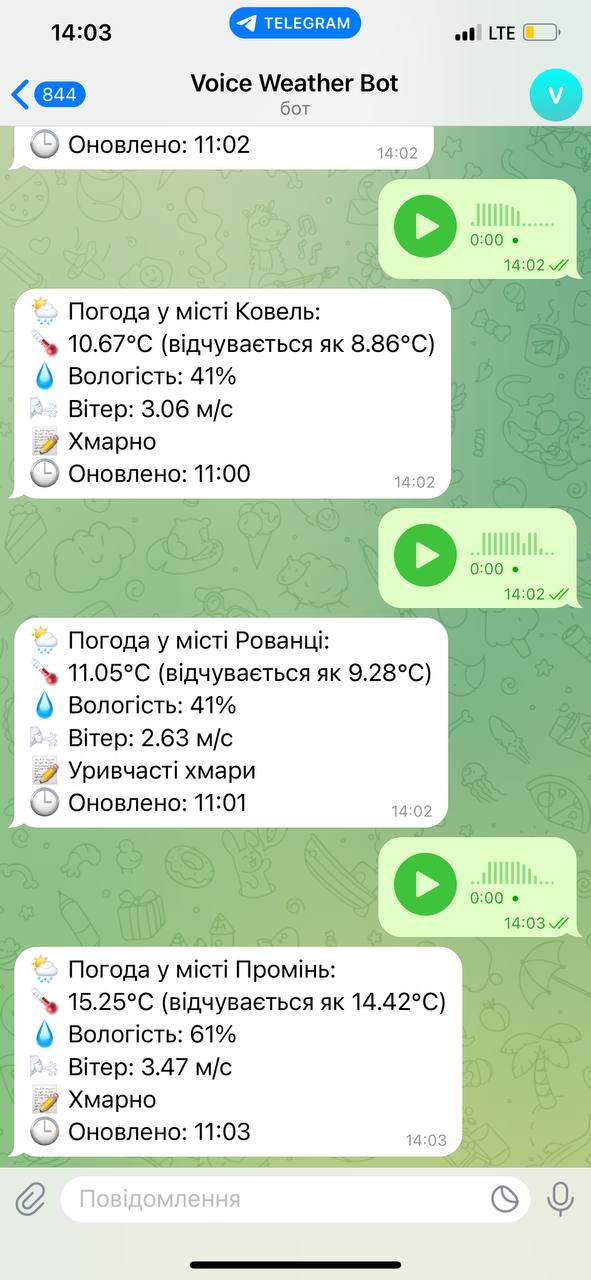 14:03
TELEGRAM
LTE
844
Voice Weather Bot
бот
V
Оновлено: 11:02
14:02
0:00
14:02
Погода у місті Ковель:
10.67°C (відчувається як 8.86°C)
Вологість: 41%
Вітер: 3.06 м/с
Хмарно
Оновлено: 11:00
14:02
0:00
14:02
Погода у місті Рованці:
11.05°C (відчувається як 9.28°C)
Вологість: 41%
Вітер: 2.63 м/с
Уривчасті хмари
Оновлено: 11:01
14:02
0:00
14:03
Погода у місті Промінь:
15.25°C (відчувається як 14.42°C)
Вологість: 61%
Вітер: 3.47 м/с
Хмарно
Оновлено: 11:03
14:03
Повідомлення